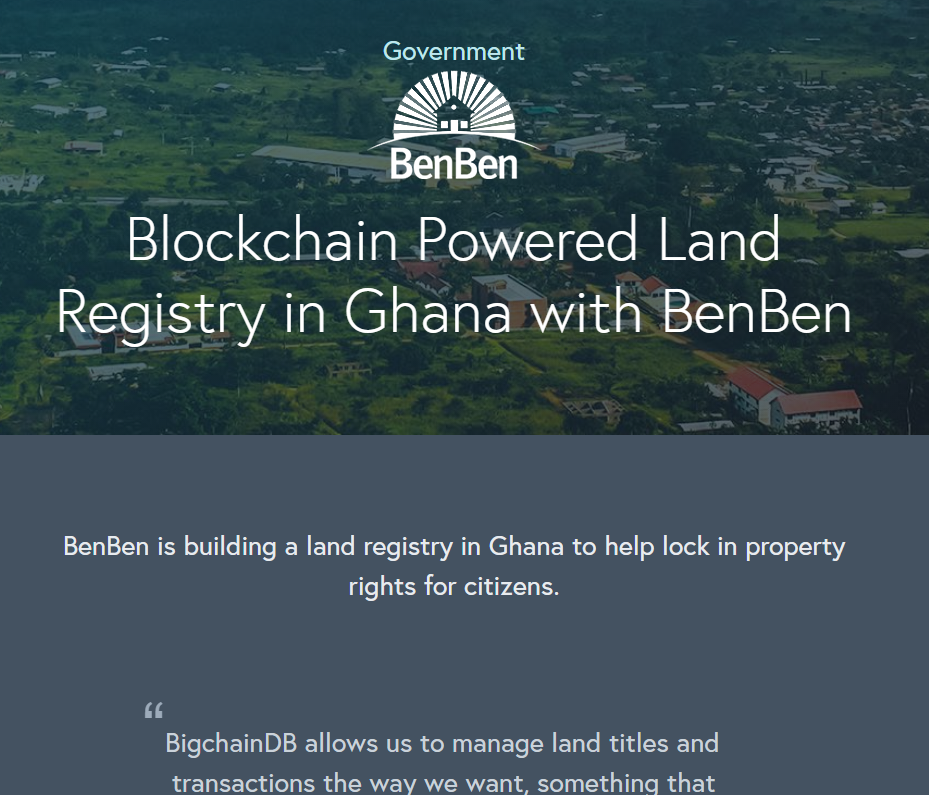 Government
BenBen
Blockchain Powered Land
Registry in Ghana with BenBen
BenBen is building a land registry in Ghana to help lock in property
rights for citizens.
“
BigchainDB allows us to manage land titles and
transactions the way we want, something that